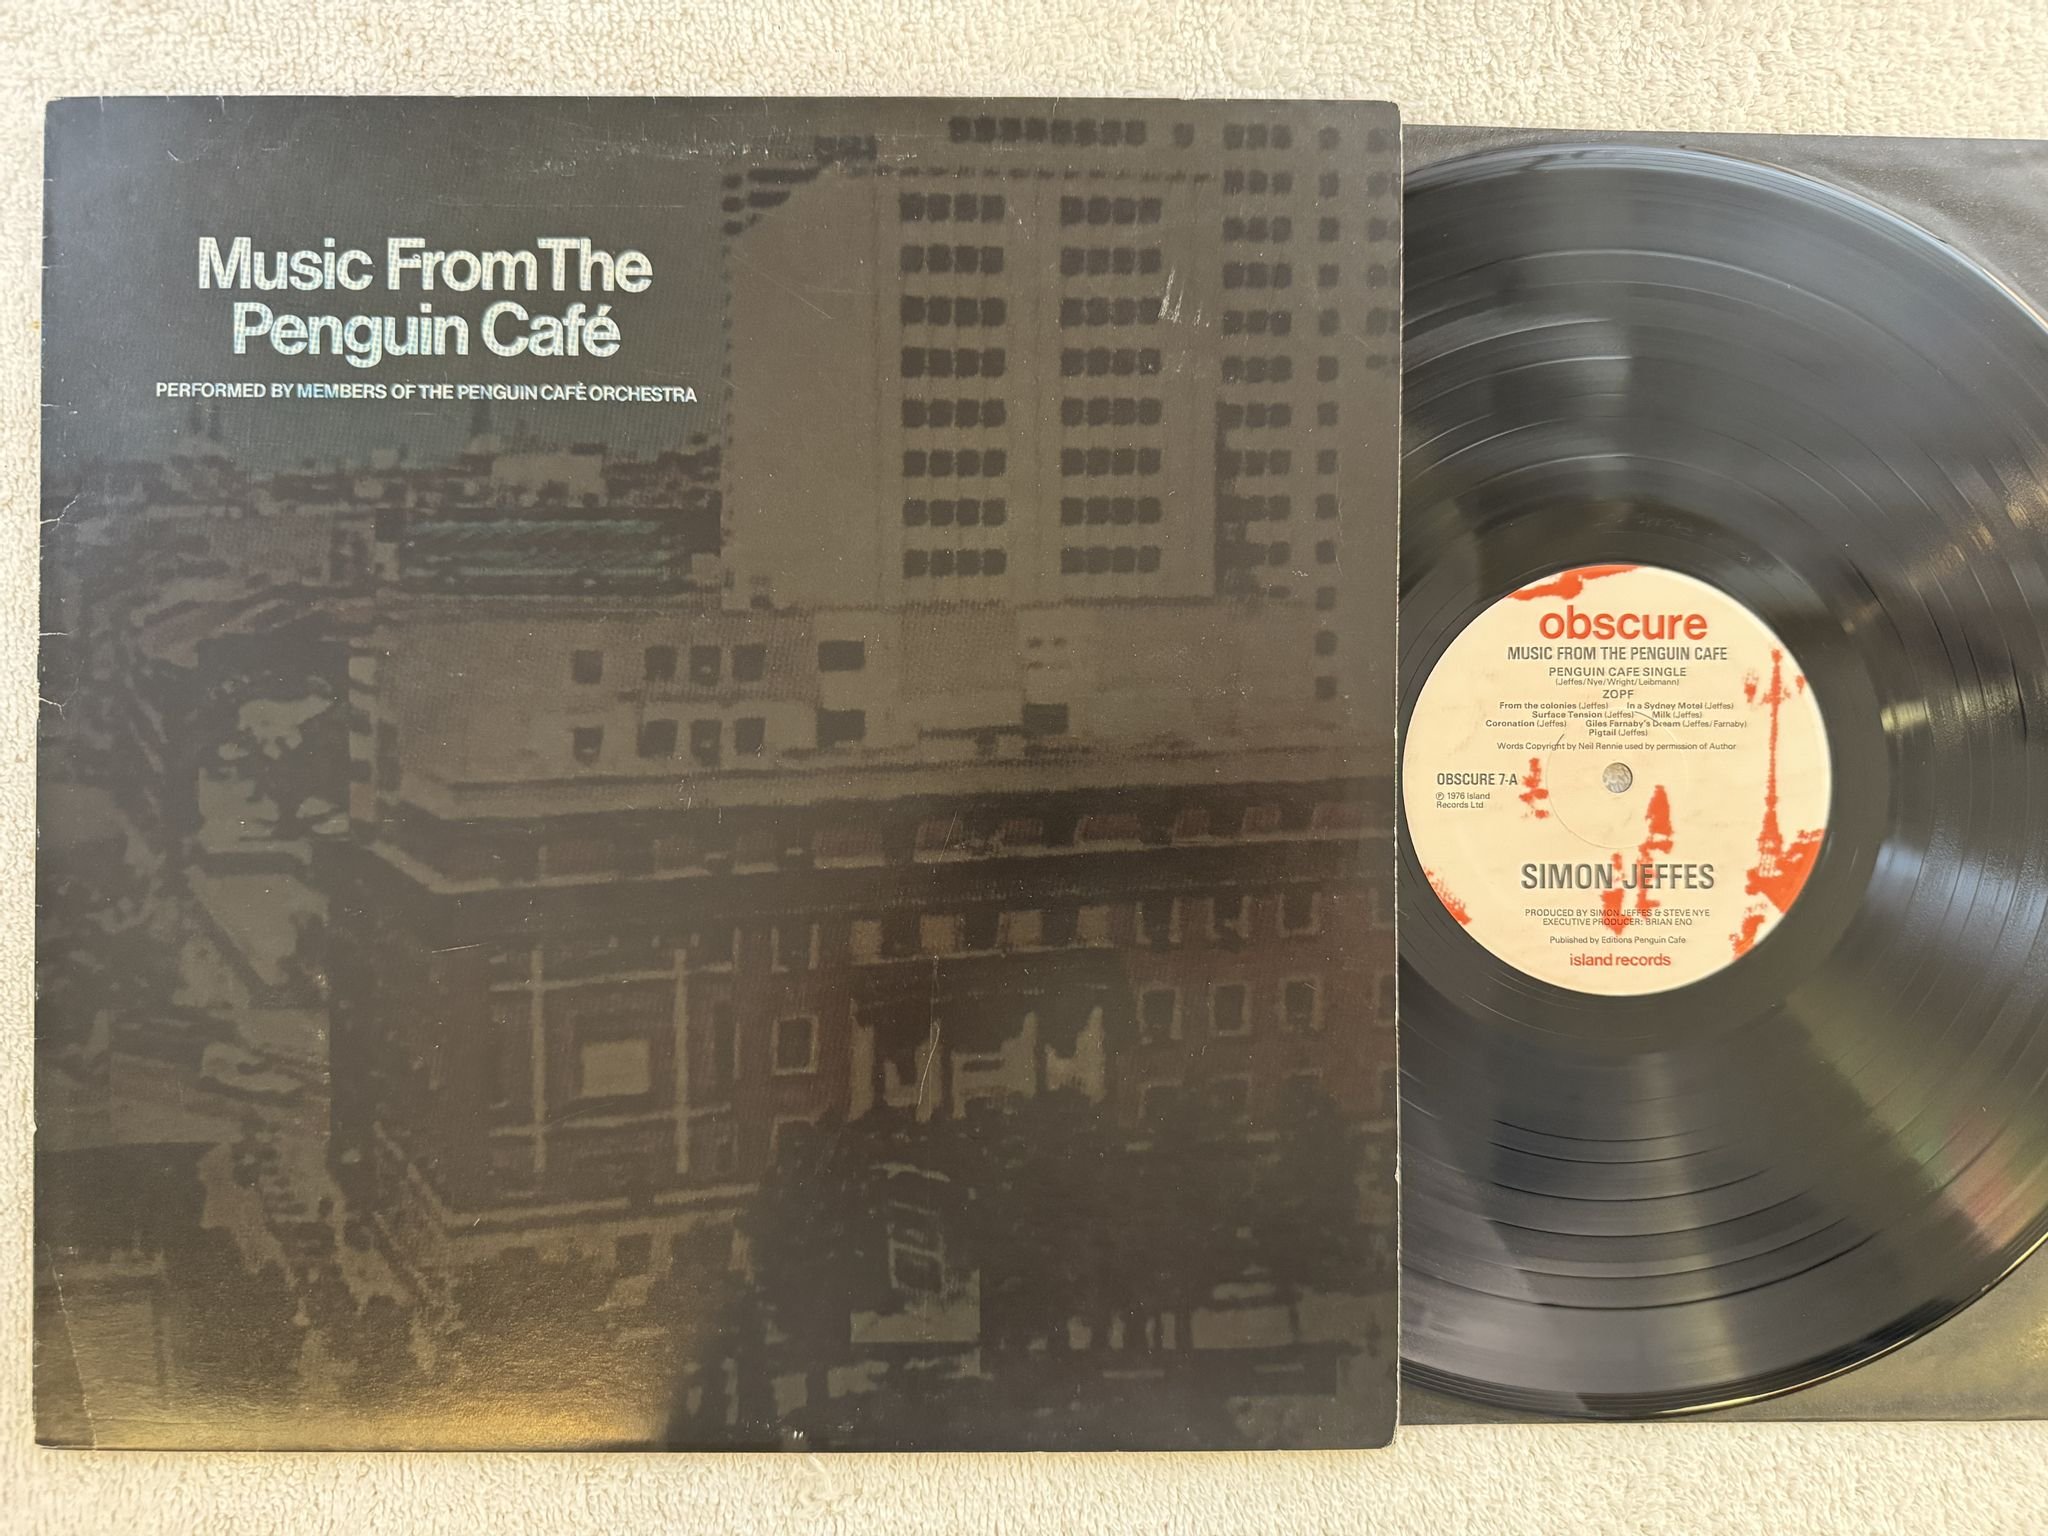 Music From The
Penguin Café
PERFORMED BY MEMBERS OF THE PENGUIN CAFÉ ORCHESTRA
obscure
MUSIC FROM THE PENGUIN CAFE
PENGUIN CAFE SINGLE
(Jeffes/Nye/Wright/Leibmann)
ZOPF
From the colonies (Jeffes) In a Sydney Motel (Jeffes)
Surface Tension (Jeffes) Milk (Jeffes)
Coronation (Jeffes) Giles Farnaby's Dream (Jeffes/Farnaby)
Pigtail (Jeffes)
Words Copyright by Neil Rennie used by permission of Author
OBSCURE 7-A
℗ 1976 Island
Records Ltd
SIMON JEFFES
PRODUCED BY SIMON JEFFES & STEVE NYE
EXECUTIVE PRODUCER: BRIAN ENO
Published by Editions Penguin Cafe
island records